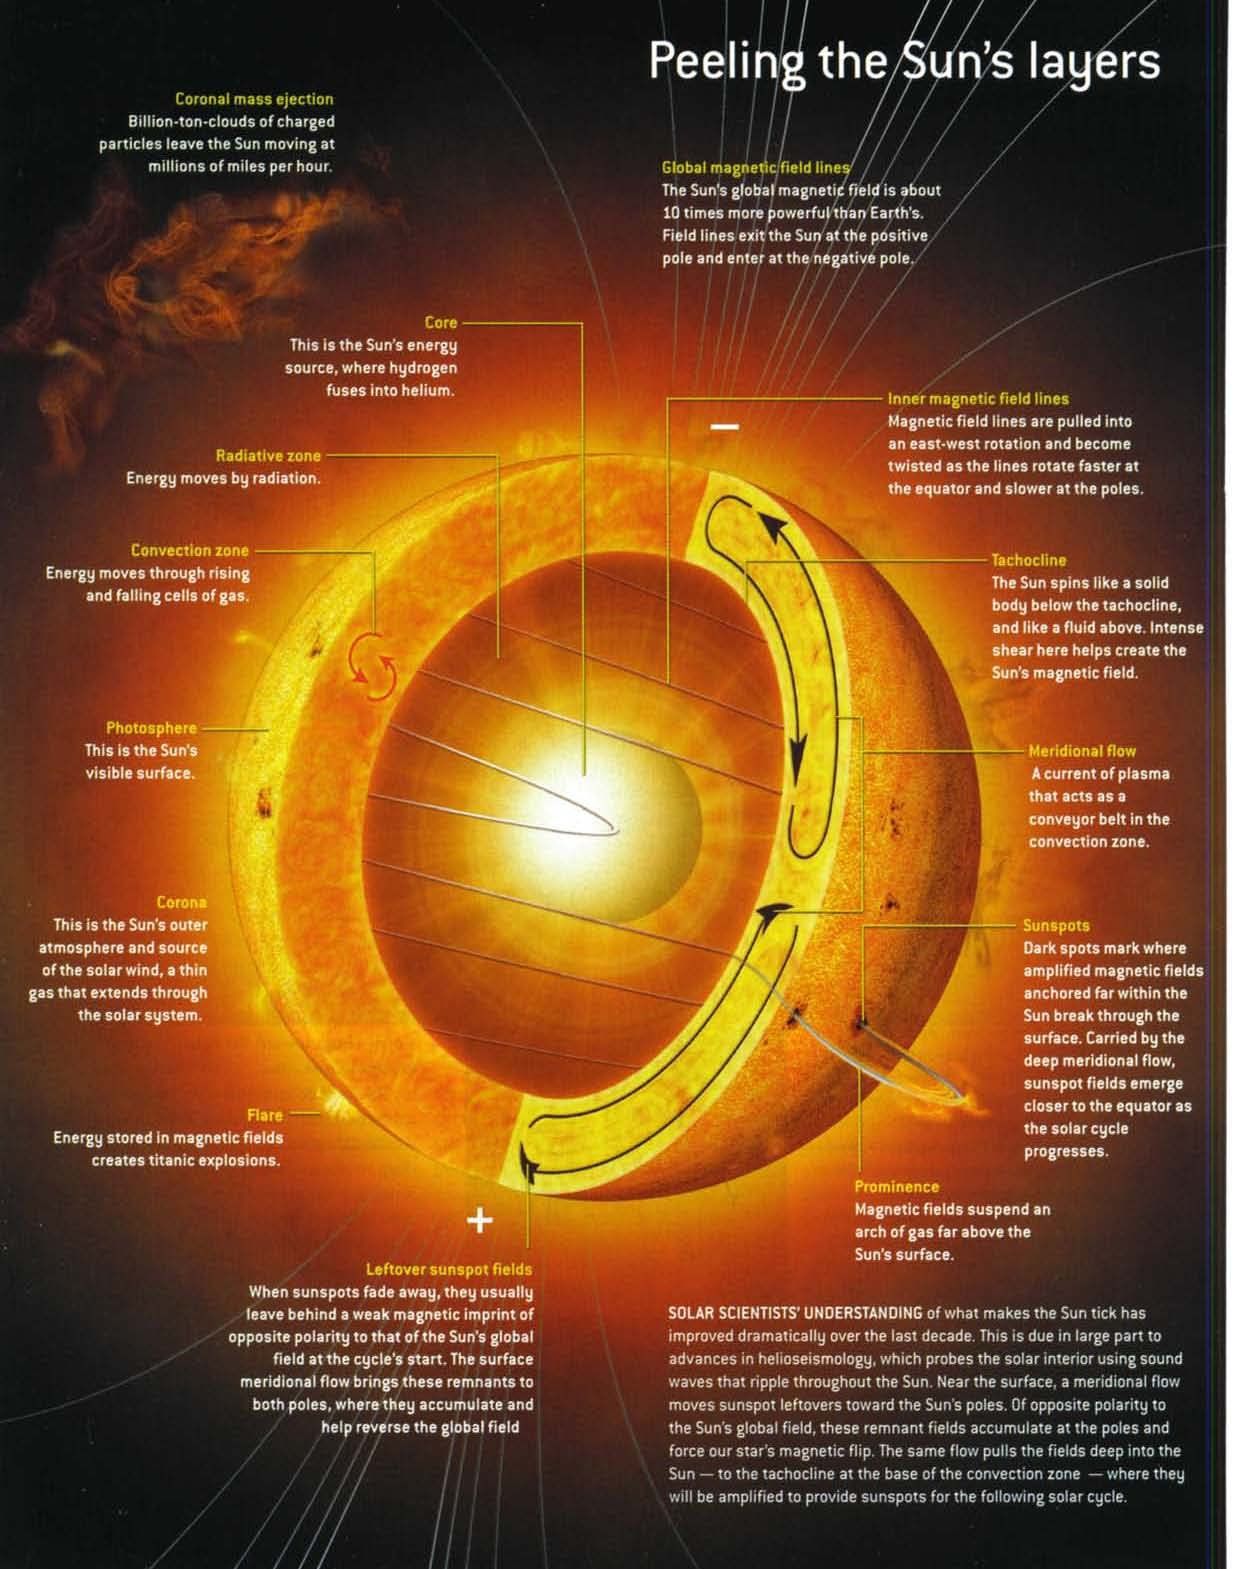 Peeling the Sun's layers
Coronal mass ejection
Billion-ton-clouds of charged
particles leave the Sun moving at
millions of miles per hour.
Global magnetic field lines
The Sun's global magnetic field is about
10 times more powerful than Earth's.
Field lines exit the Sun at the positive
pole and enter at the negative pole.
Core
This is the Sun's energy
source, where hydrogen
fuses into helium.
Inner magnetic field lines
Magnetic field lines are pulled into
an east-west rotation and become
twisted as the lines rotate faster at
the equator and slower at the poles.
–
Radiative zone
Energy moves by radiation.
Convection zone
Energy moves through rising
and falling cells of gas.
Tachocline
The Sun spins like a solid
body below the tachocline,
and like a fluid above. Intense
shear here helps create the
Sun's magnetic field.
Photosphere
This is the Sun's
visible surface.
Meridional flow
A current of plasma
that acts as a
conveyor belt in the
convection zone.
Corona
This is the Sun's outer
atmosphere and source
of the solar wind, a thin
gas that extends through
the solar system.
Sunspots
Dark spots mark where
amplified magnetic fields
anchored far within the
Sun break through the
surface. Carried by the
deep meridional flow,
sunspot fields emerge
closer to the equator as
the solar cycle
progresses.
Flare
Energy stored in magnetic fields
creates titanic explosions.
Prominence
Magnetic fields suspend an
arch of gas far above the
Sun's surface.
+
Leftover sunspot fields
When sunspots fade away, they usually
leave behind a weak magnetic imprint of
opposite polarity to that of the Sun's global
field at the cycle's start. The surface
meridional flow brings these remnants to
both poles, where they accumulate and
help reverse the global field
SOLAR SCIENTISTS' UNDERSTANDING of what makes the Sun tick has
improved dramatically over the last decade. This is due in large part to
advances in helioseismology, which probes the solar interior using sound
waves that ripple throughout the Sun. Near the surface, a meridional flow
moves sunspot leftovers toward the Sun's poles. Of opposite polarity to
the Sun's global field, these remnant fields accumulate at the poles and
force our star's magnetic flip. The same flow pulls the fields deep into the
Sun — to the tachocline at the base of the convection zone — where they
will be amplified to provide sunspots for the following solar cycle.